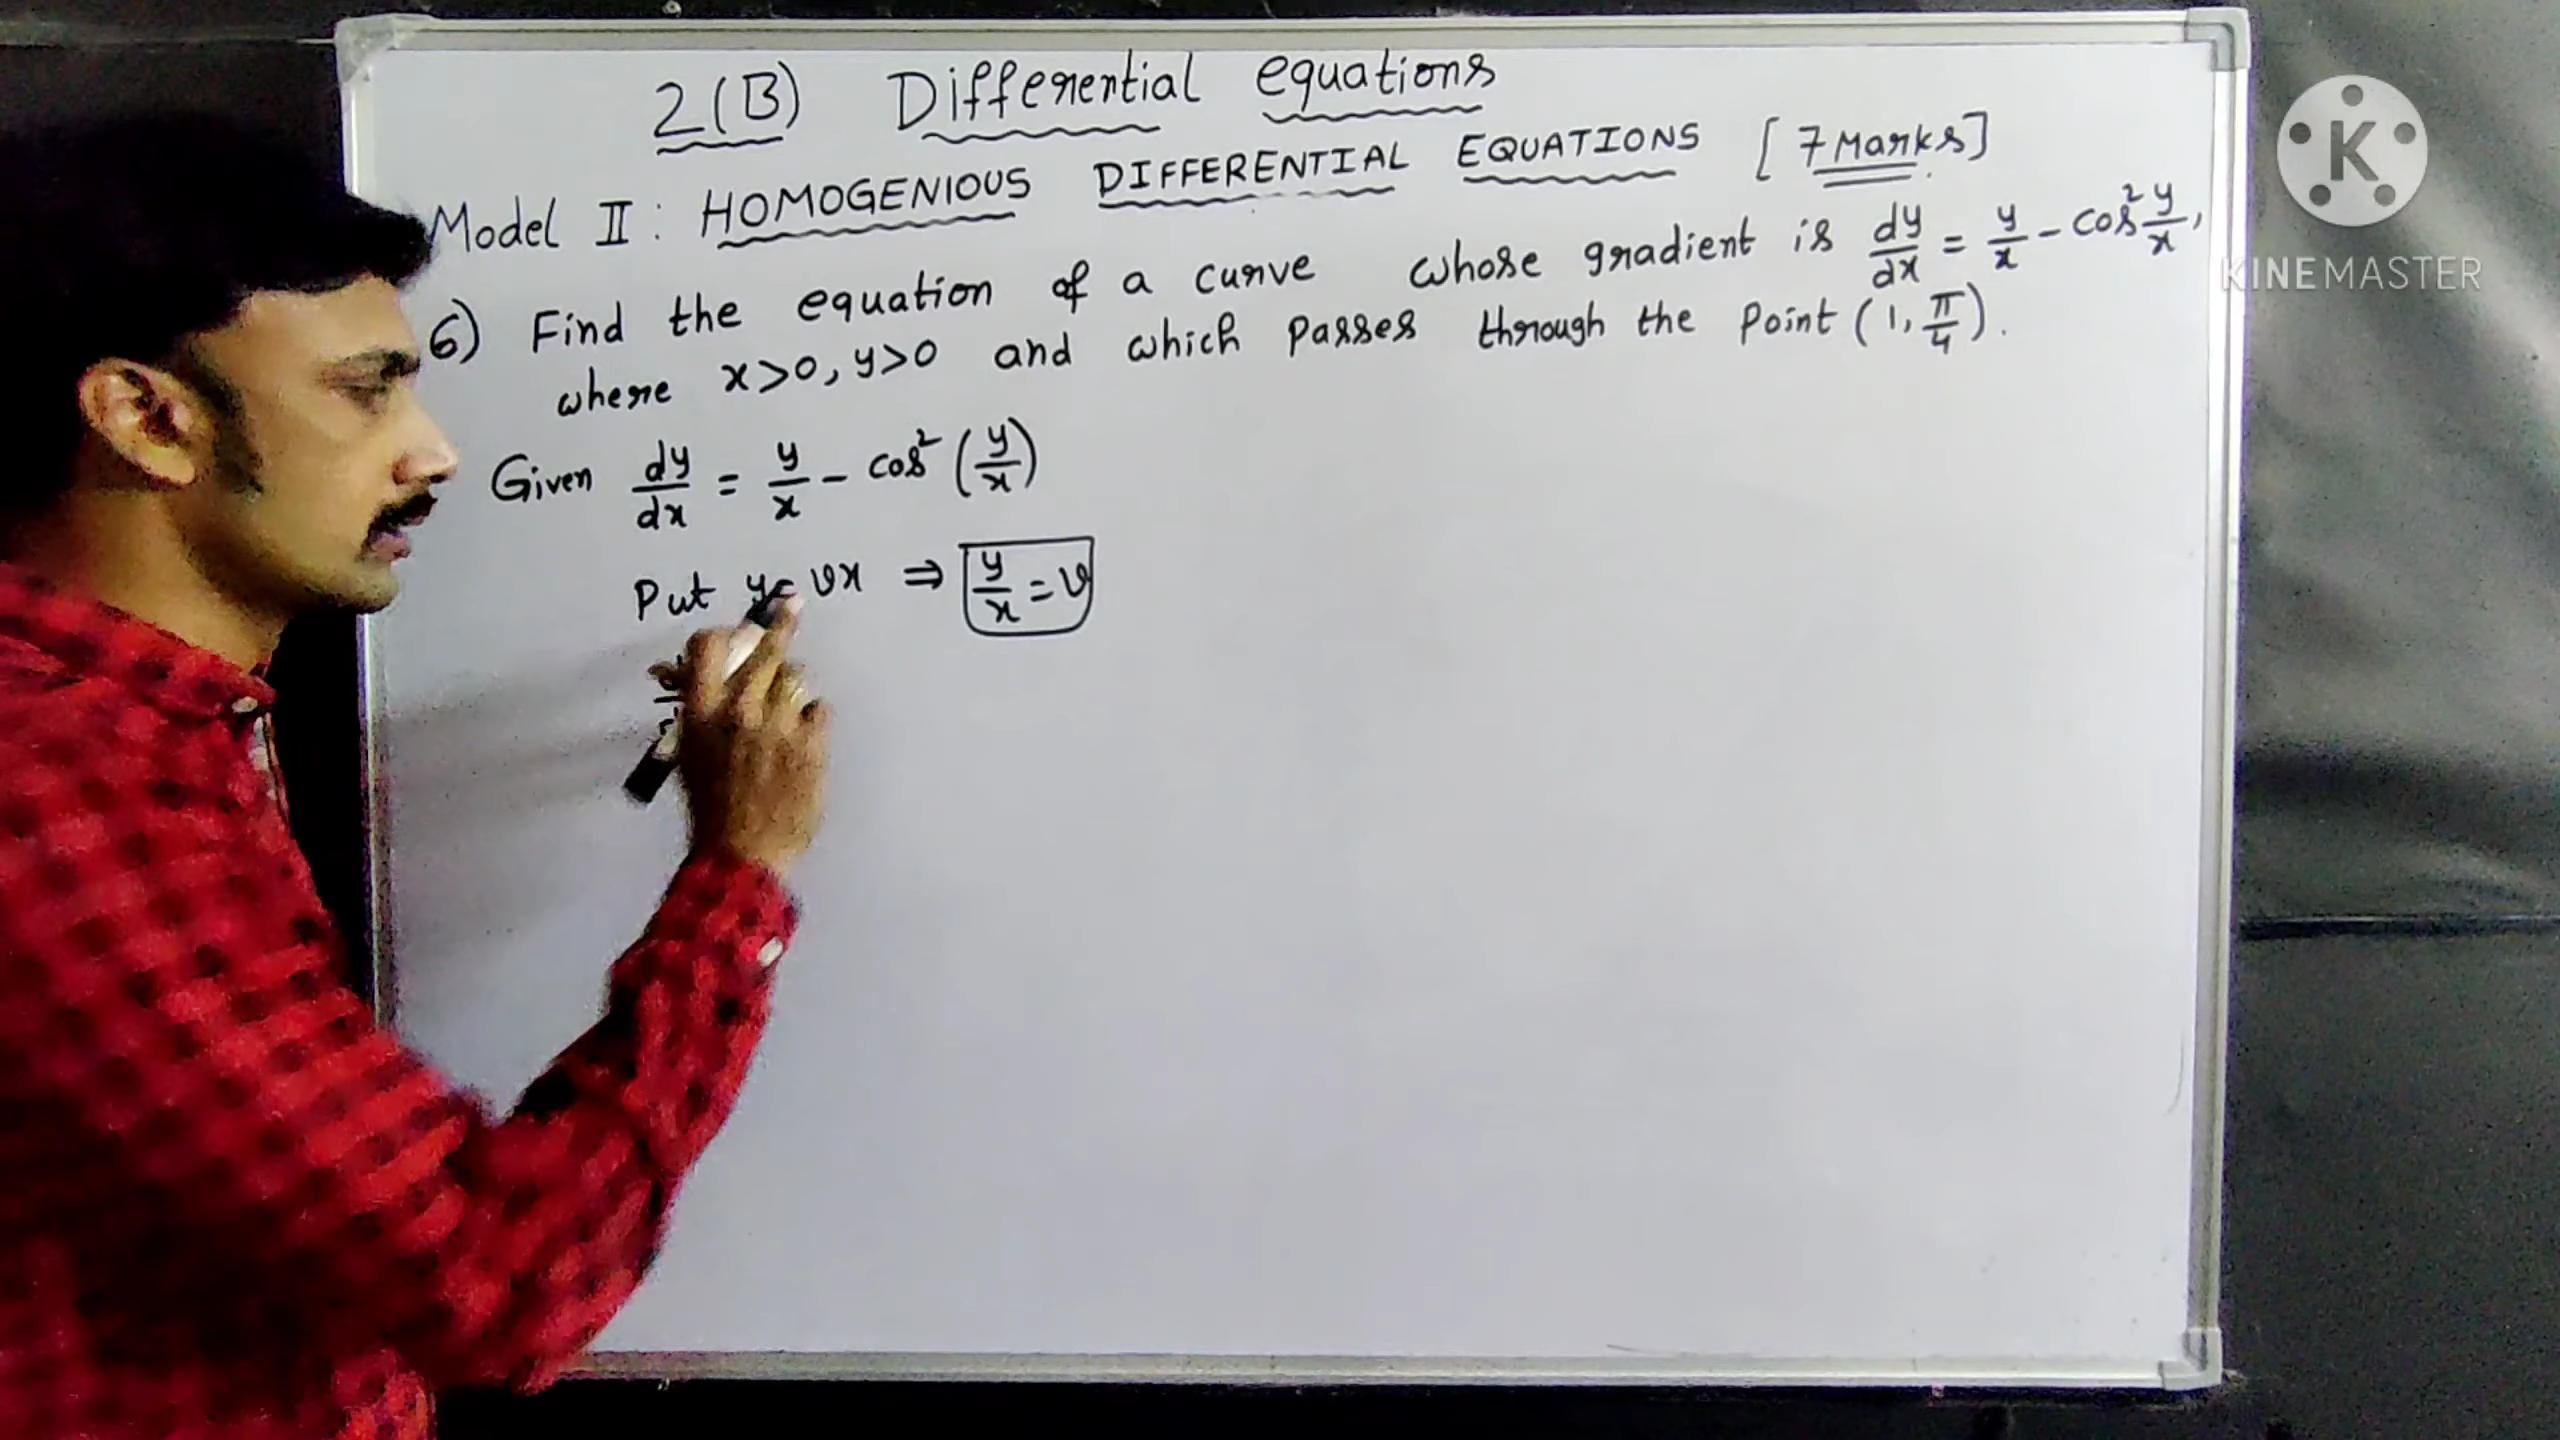 2(B) Differential equations
Model II : HOMOGENIOUS DIFFERENTIAL EQUATIONS [7 Marks]
6) Find the equation of a curve whose gradient is dy/dx = y/x - cos² y/x,
where x>0, y>0 and which passes through the point (1, π/4).
Given dy/dx = y/x - cos² (y/x)
Put y= vx ⇒ y/x = v
K
KINEMASTER